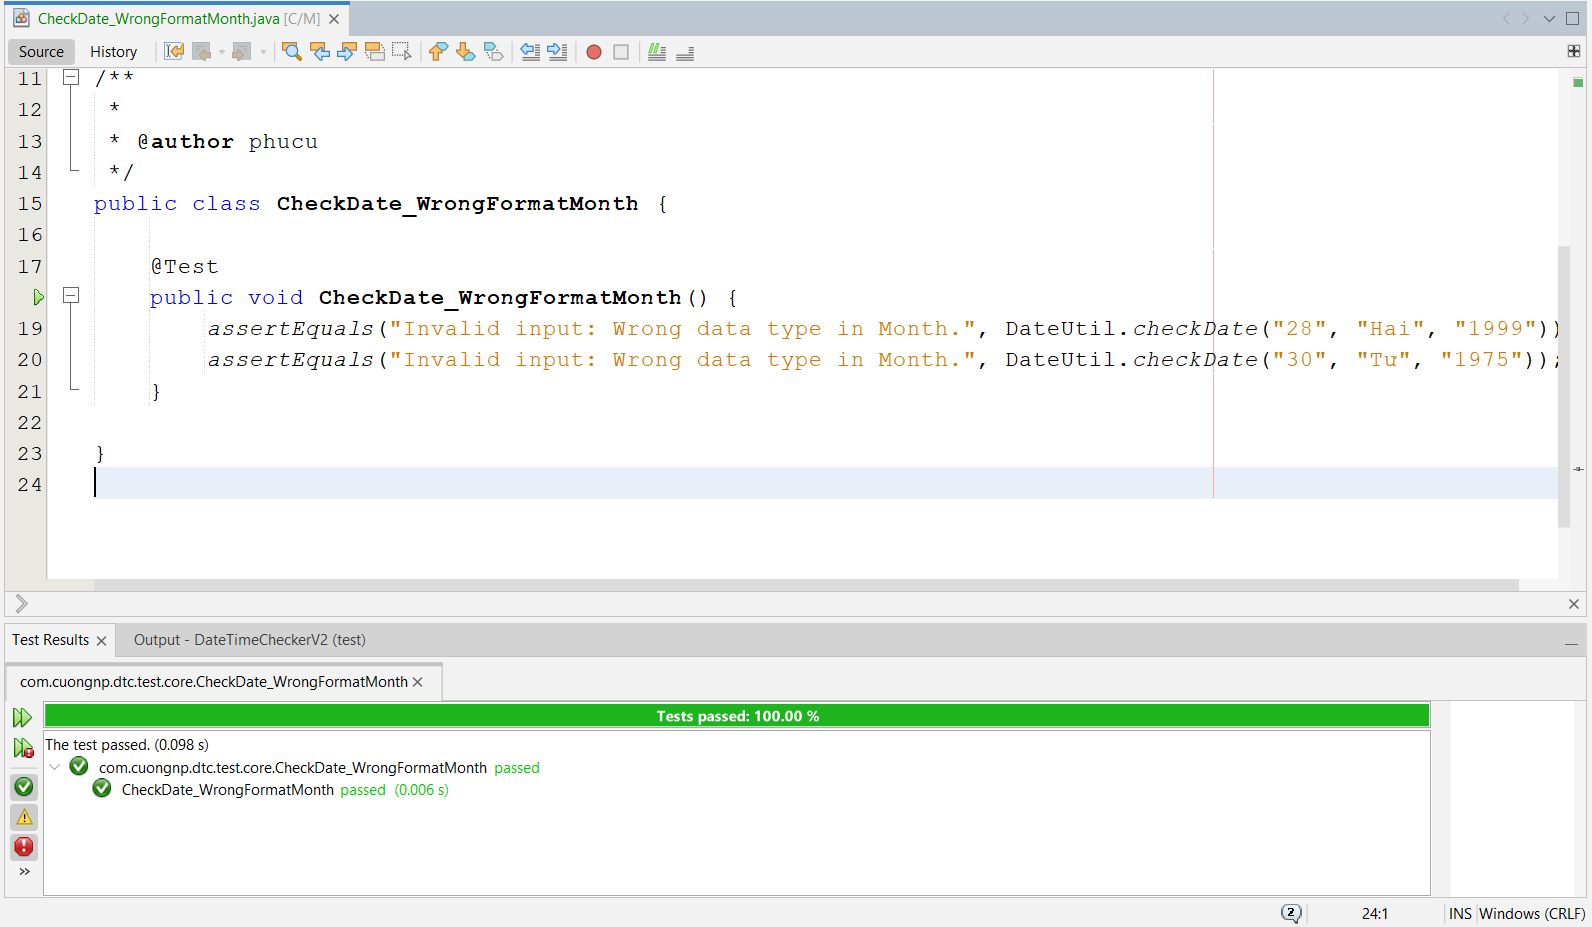 CheckDate_WrongFormatMonth.java [C/M]
Source History
11 /**
12 *
13 * @author phucu
14 */
15 public class CheckDate_WrongFormatMonth {
16
17 @Test
public void CheckDate_WrongFormatMonth() {
19 assertEquals("Invalid input: Wrong data type in Month.", DateUtil.checkDate("28", "Hai", "1999"))
20 assertEquals("Invalid input: Wrong data type in Month.", DateUtil.checkDate("30", "Tư", "1975"));
21 }
22
23 }
24
Test Results Output - DateTimeCheckerV2 (test)
com.cuongnp.dtc.test.core.CheckDate_WrongFormatMonth
Tests passed: 100.00 %
The test passed. (0.098 s)
com.cuongnp.dtc.test.core.CheckDate_WrongFormatMonth passed
CheckDate_WrongFormatMonth passed (0.006 s)
2 24:1 INS Windows (CRLF)